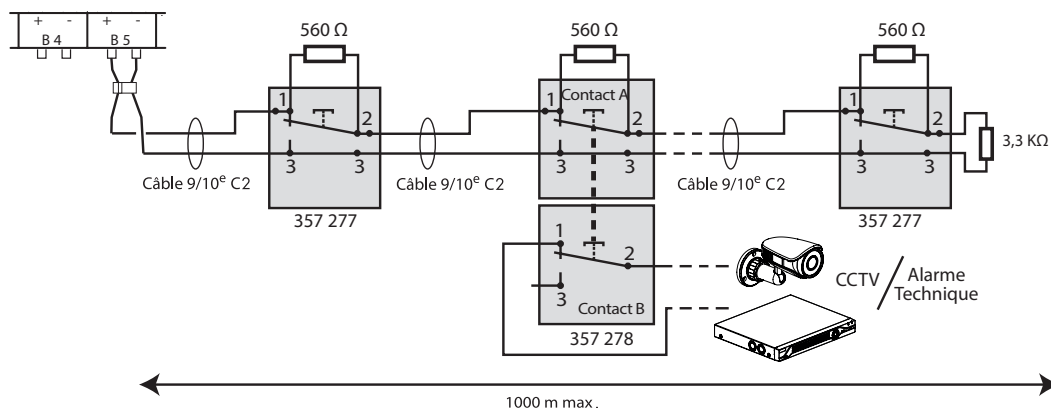 + - + -
B 4 B 5
560 Ω 560 Ω 560 Ω
1 2 1 Contact A 2 1 2
3 3 3 3 3 3
3,3 KΩ
Câble 9/10e C2 Câble 9/10e C2 Câble 9/10e C2
357 277 357 277
1 2
3
Contact B
357 278
CCTV / Alarme
Technique
1000 m max.